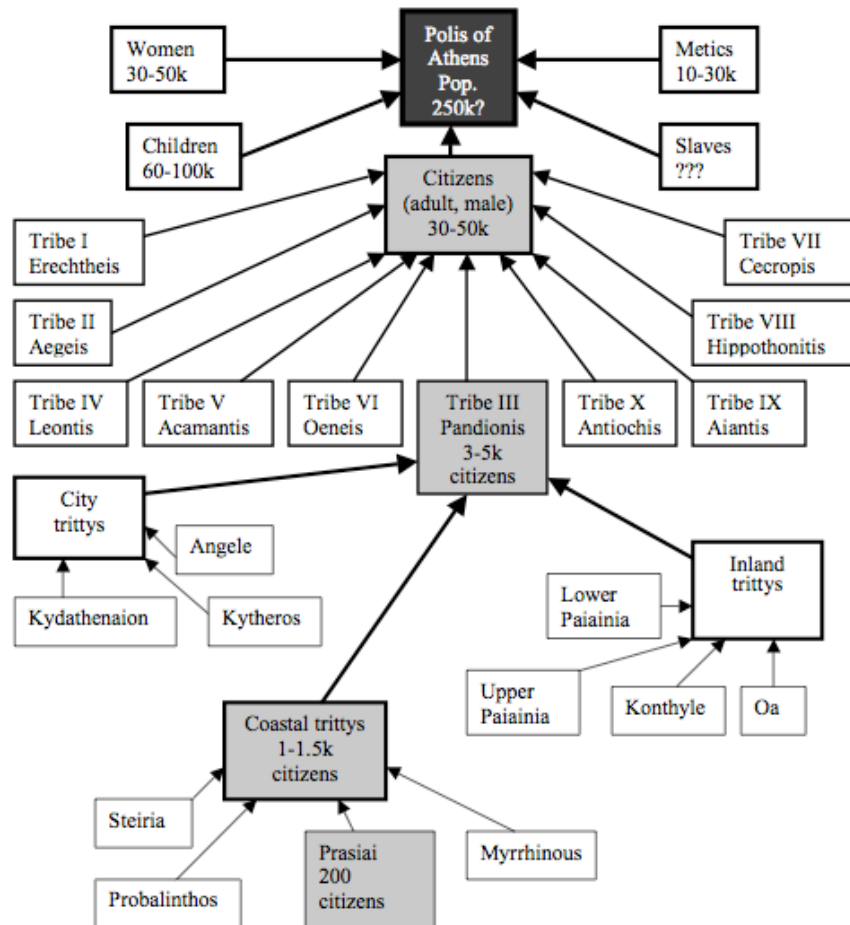 Women
30-50k
Polis of
Athens
Pop.
250k?
Metics
10-30k
Children
60-100k
Slaves
???
Citizens
(adult, male)
30-50k
Tribe I
Erechtheis
Tribe VII
Cecropis
Tribe II
Aegeis
Tribe VIII
Hippothonitis
Tribe IV
Leontis
Tribe V
Acamantis
Tribe VI
Oeneis
Tribe III
Pandionis
3-5k
citizens
Tribe X
Antiochis
Tribe IX
Aiantis
City
trittys
Angele
Kydathenaion
Kytheros
Inland
trittys
Lower
Paiainia
Upper
Paiainia
Konthyle
Oa
Coastal trittys
1-1.5k
citizens
Steiria
Probalinthos
Prasiai
200
citizens
Myrrhinous